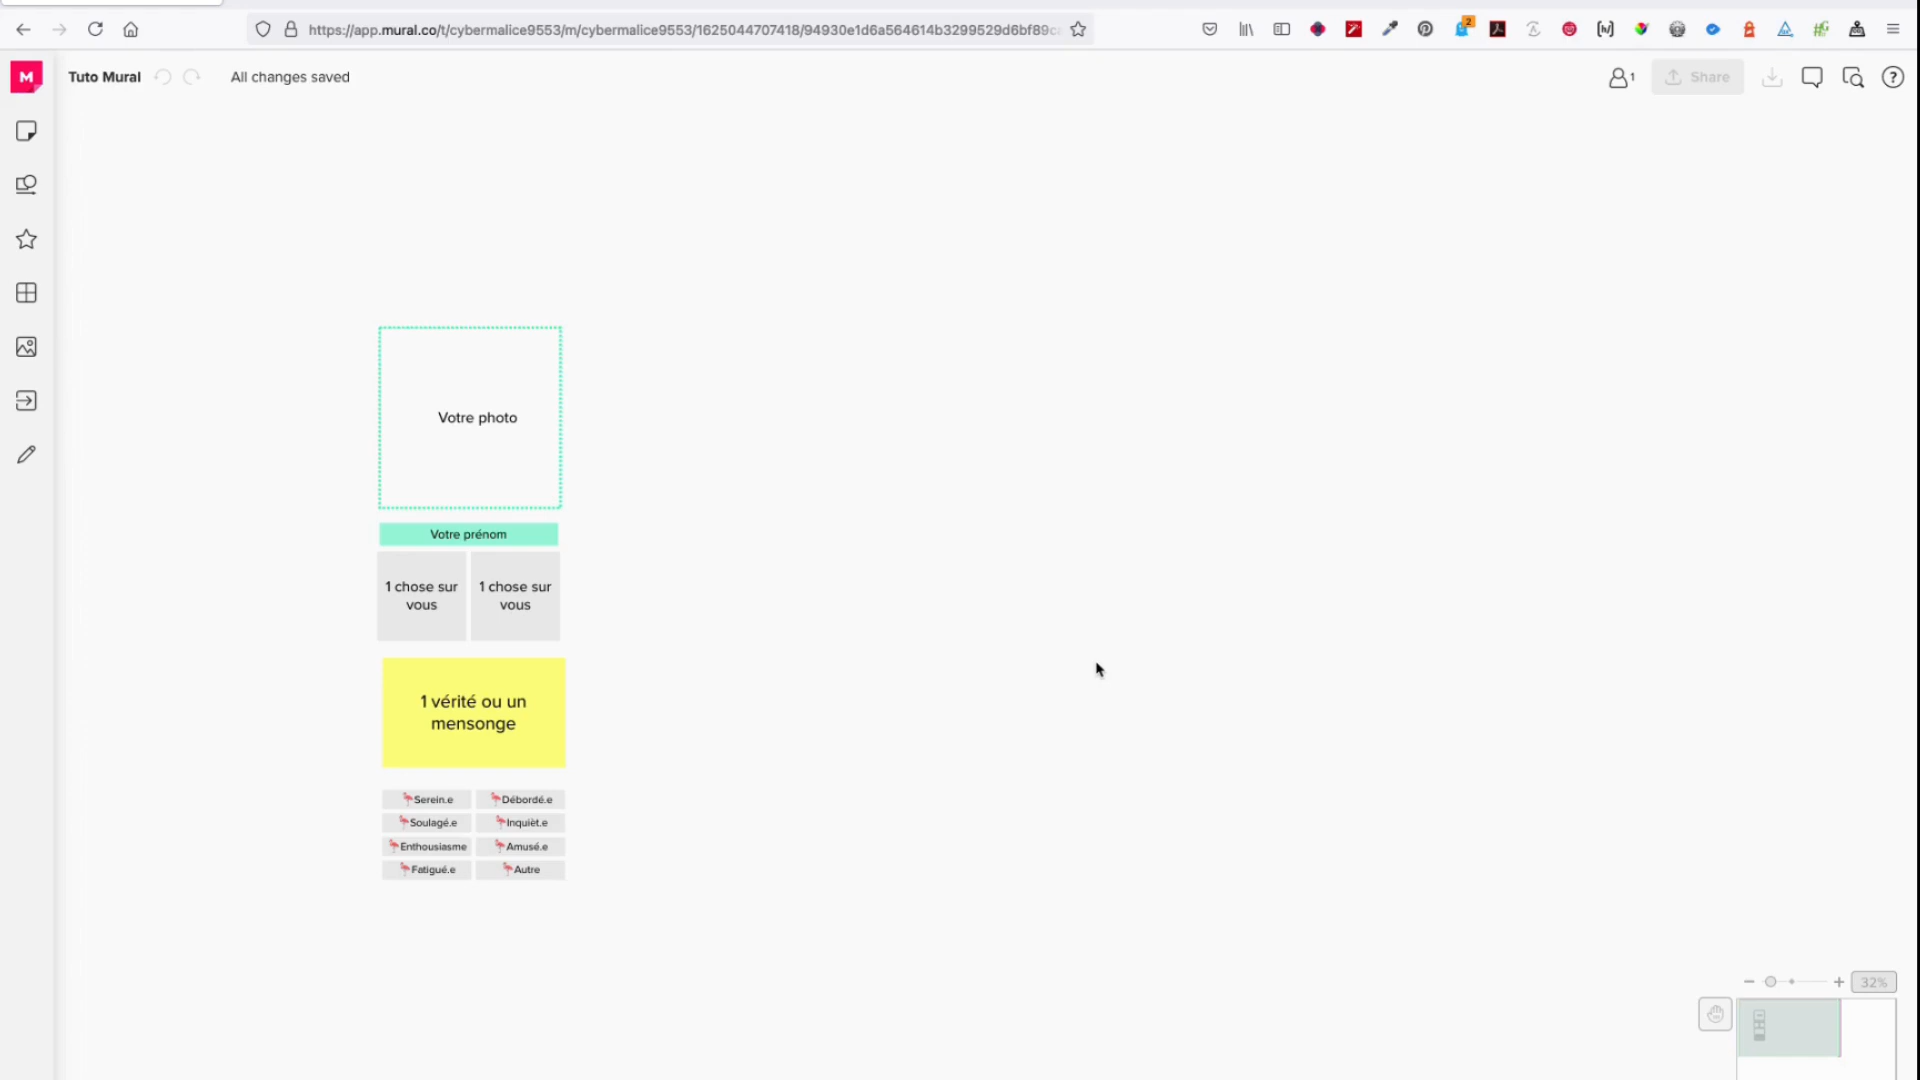 https://app.mural.co/t/cybermalice9553/m/cybermalice9553/1625044707418/94930e1d6a564614b3299529d6bf89c
2
M
Tuto Mural
All changes saved
1
Share
?
Votre photo
Votre prénom
1 chose sur
vous
1 chose sur
vous
1 vérité ou un
mensonge
Serein.e
Débordé.e
Soulagé.e
Inquièt.e
Enthousiasme
Amusé.e
Fatigué.e
Autre
32%